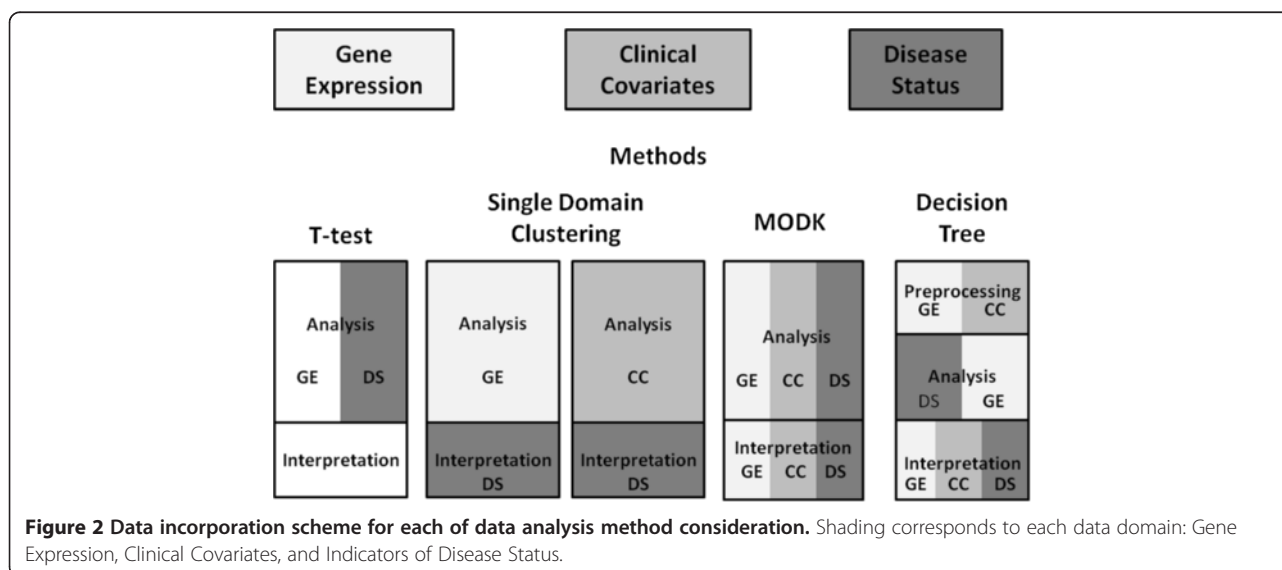 Gene
Expression
Clinical
Covariates
Disease
Status
Methods
T-test
Single Domain
Clustering
MODK
Decision
Tree
Analysis
GE DS
Interpretation
Analysis
GE
Interpretation
DS
Analysis
CC
Interpretation
DS
Analysis
GE CC DS
Interpretation
GE CC DS
Preprocessing
GE CC
Analysis
DS GE
Interpretation
GE CC DS
Figure 2 Data incorporation scheme for each of data analysis method consideration. Shading corresponds to each data domain: Gene
Expression, Clinical Covariates, and Indicators of Disease Status.